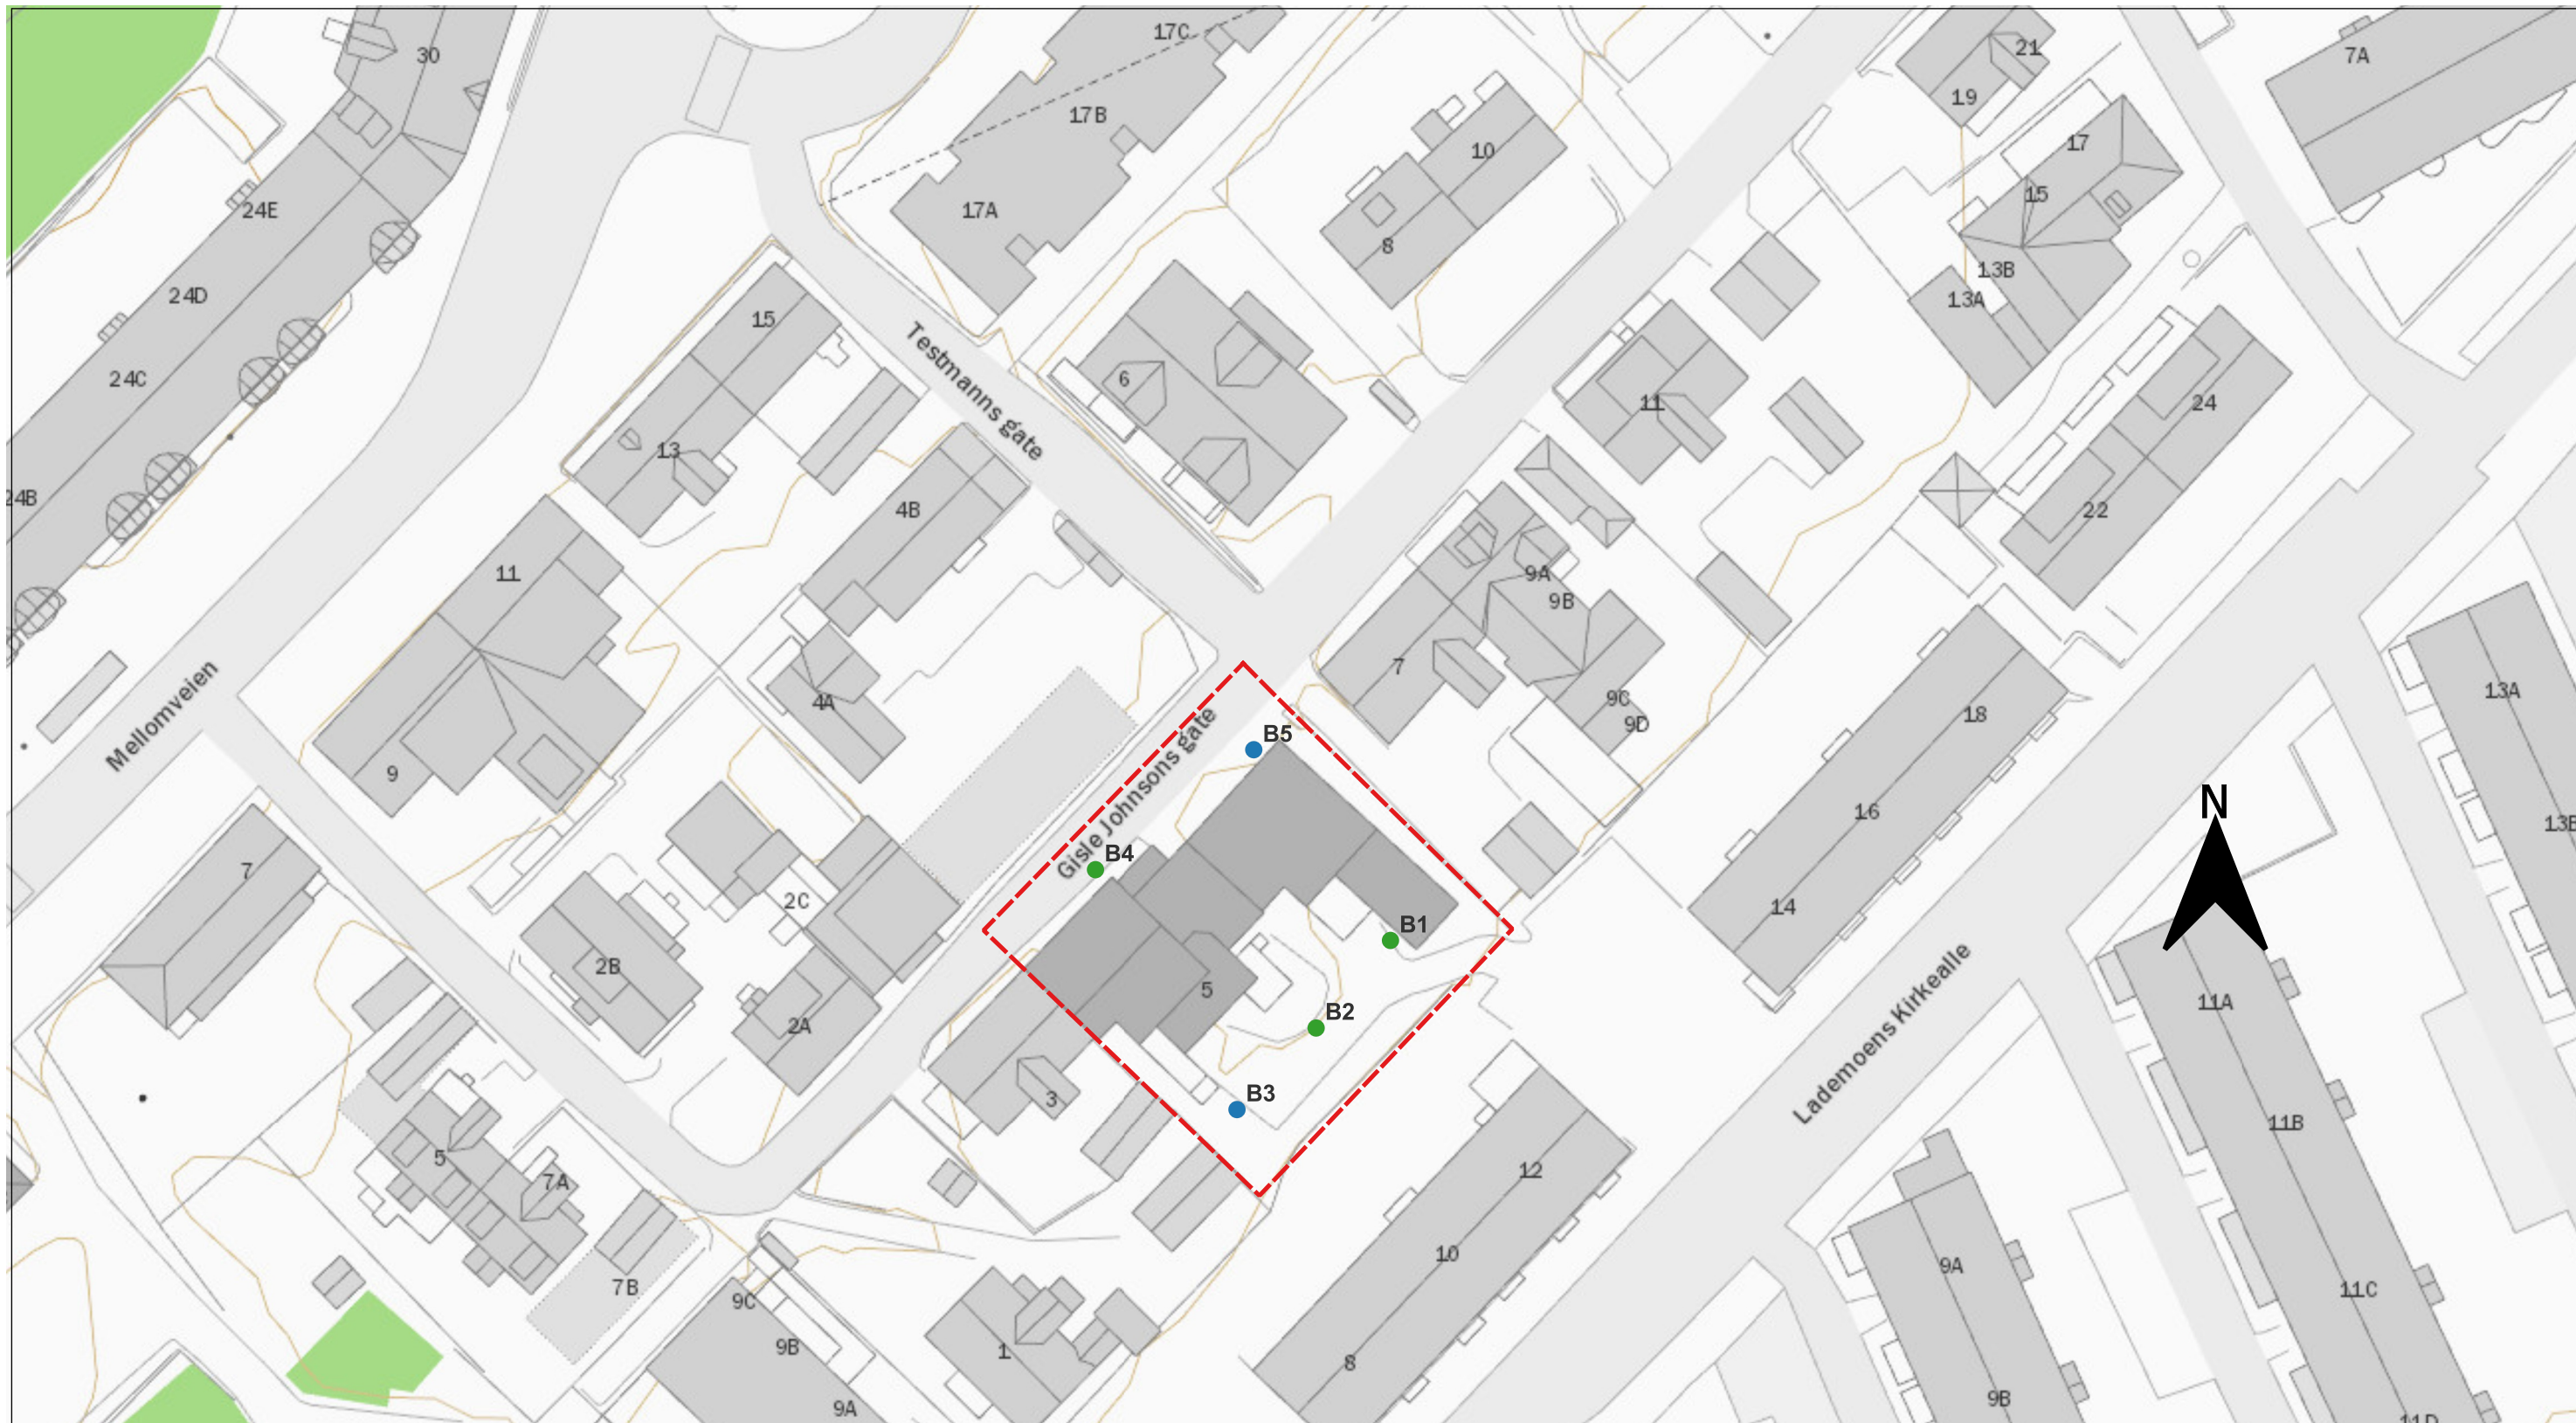 17C
30
21
7A
19
17B
17
10
24E
15
17A
8
13B
24D
13A
15
Testmanns gate
6
24C
11
24
13
24B
4B
22
11
9A
9B
Mellomveien
7
13A
4A
9C
18
9D
Gisle Johnsons gate
B5
9
N
16
13B
B4
7
2C
14
B1
2B
5
11A
B2
2A
Lademoens Kirkealle
3
B3
11B
5
12
7A
10
9A
7B
11C
9C
9B
1
8
9B
9A
11D